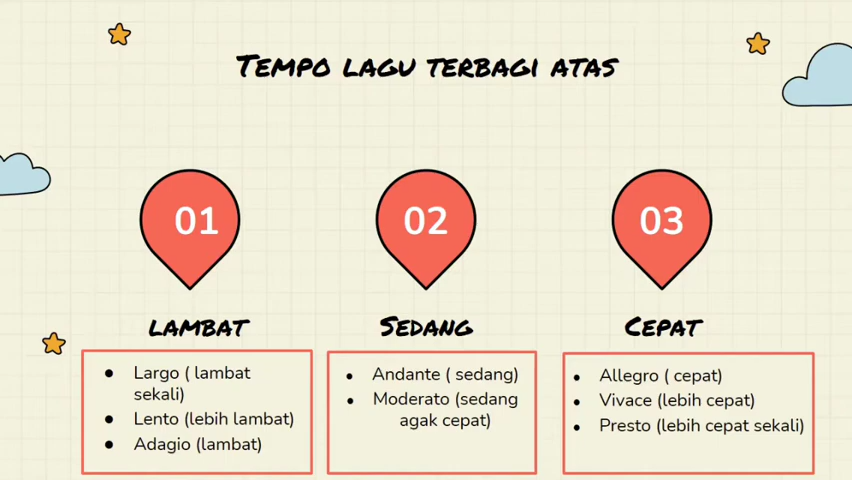 Tempo lagu terbagi atas
01
02
03
Lambat
Sedang
Cepat
● Largo ( lambat
sekali)
● Lento (lebih lambat)
● Adagio (lambat)
● Andante ( sedang)
● Moderato (sedang
agak cepat)
● Allegro ( cepat)
● Vivace (lebih cepat)
● Presto (lebih cepat sekali)